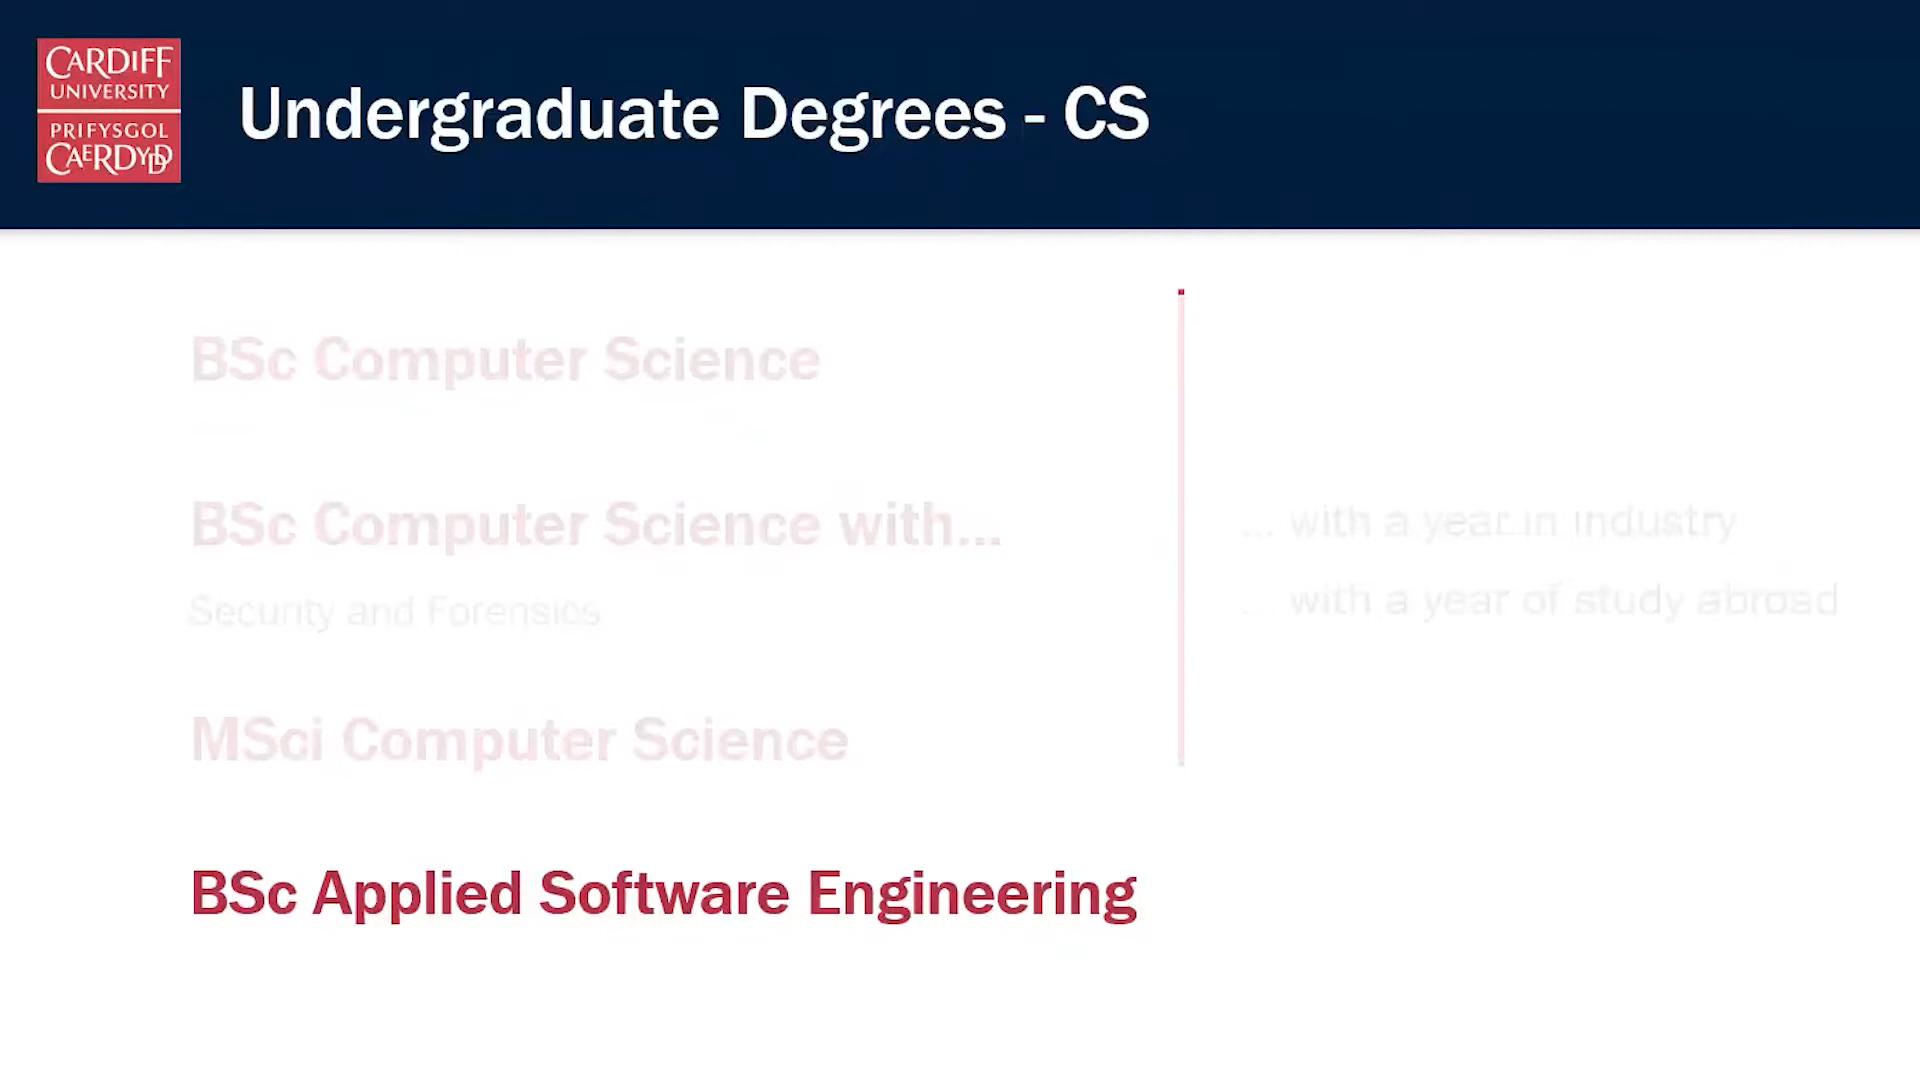 CARDIFF
UNIVERSITY
PRIFYSGOL
CAERDYDD
Undergraduate Degrees - CS
BSc Computer Science
BSc Computer Science with...
Security and Forensics
MSci Computer Science
... with a year in industry
... with a year of study abroad
BSc Applied Software Engineering